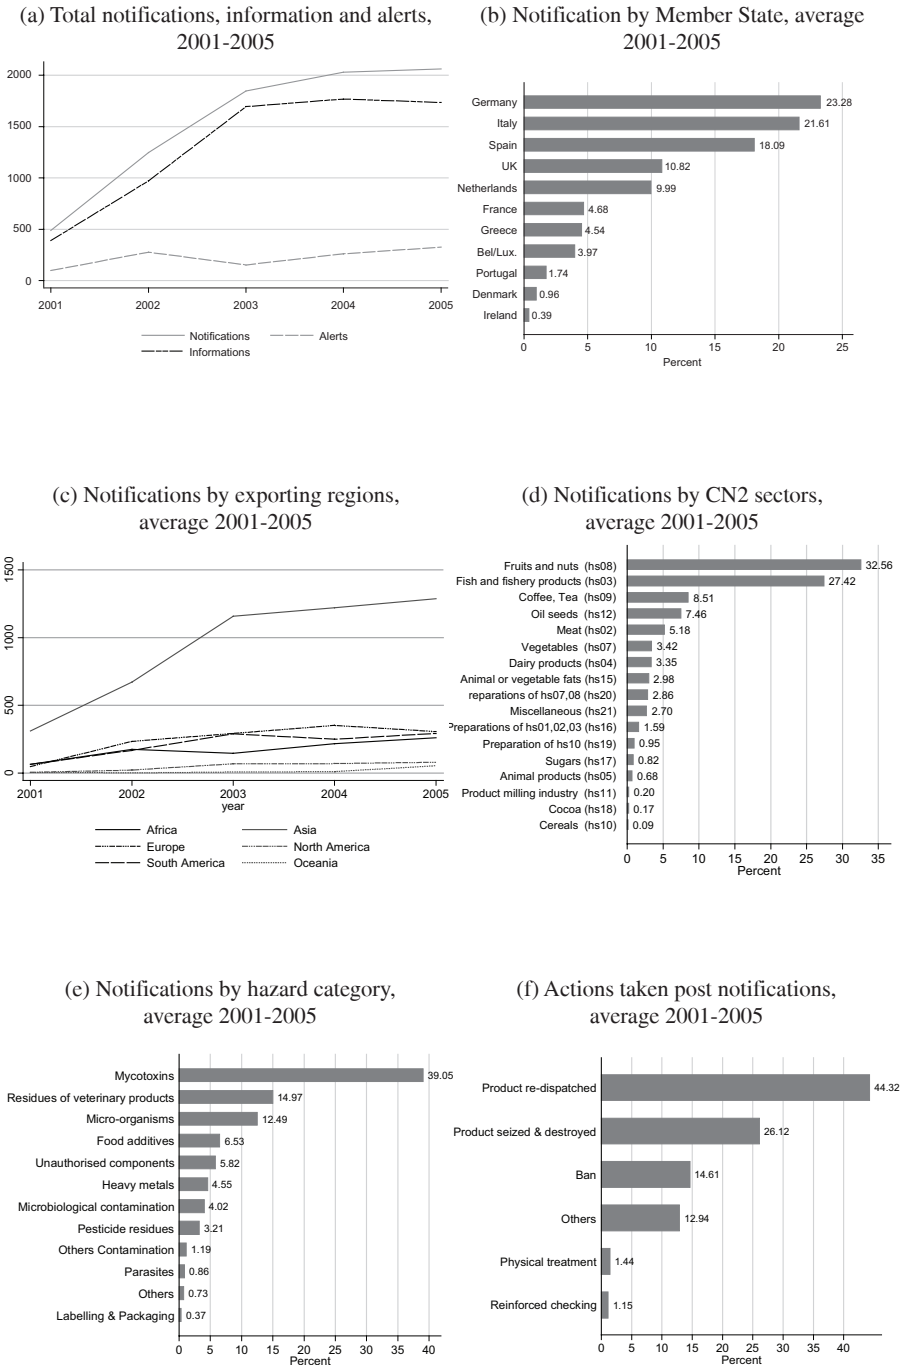 (a) Total notifications, information and alerts,
2001-2005
2000
1500
1000
500
0
2001 2002 2003 2004 2005
Notifications Alerts
Informations
(b) Notification by Member State, average
2001-2005
Germany 23.28
Italy 21.61
Spain 18.09
UK 10.82
Netherlands 9.99
France 4.68
Greece 4.54
Bel/Lux. 3.97
Portugal 1.74
Denmark 0.96
Ireland 0.39
0 5 10 15 20 25
Percent
(c) Notifications by exporting regions,
average 2001-2005
1500
1000
500
0
2001 2002 2003 2004 2005
year
Africa Asia
Europe North America
South America Oceania
(d) Notifications by CN2 sectors,
average 2001-2005
Fruits and nuts (hs08) 32.56
Fish and fishery products (hs03) 27.42
Coffee, Tea (hs09) 8.51
Oil seeds (hs12) 7.46
Meat (hs02) 5.18
Vegetables (hs07) 3.42
Dairy products (hs04) 3.35
Animal or vegetable fats (hs15) 2.98
reparations of hs07,08 (hs20) 2.86
Miscellaneous (hs21) 2.70
Preparations of hs01,02,03 (hs16) 1.59
Preparation of hs10 (hs19) 0.95
Sugars (hs17) 0.82
Animal products (hs05) 0.68
Product milling industry (hs11) 0.20
Cocoa (hs18) 0.17
Cereals (hs10) 0.09
0 5 10 15 20 25 30 35
Percent
(e) Notifications by hazard category,
average 2001-2005
Mycotoxins 39.05
Residues of veterinary products 14.97
Micro-organisms 12.49
Food additives 6.53
Unauthorised components 5.82
Heavy metals 4.55
Microbiological contamination 4.02
Pesticide residues 3.21
Others Contamination 1.19
Parasites 0.86
Others 0.73
Labelling & Packaging 0.37
0 5 10 15 20 25 30 35 40
Percent
(f) Actions taken post notifications,
average 2001-2005
Product re-dispatched 44.32
Product seized & destroyed 26.12
Ban 14.61
Others 12.94
Physical treatment 1.44
Reinforced checking 1.15
0 5 10 15 20 25 30 35 40
Percent